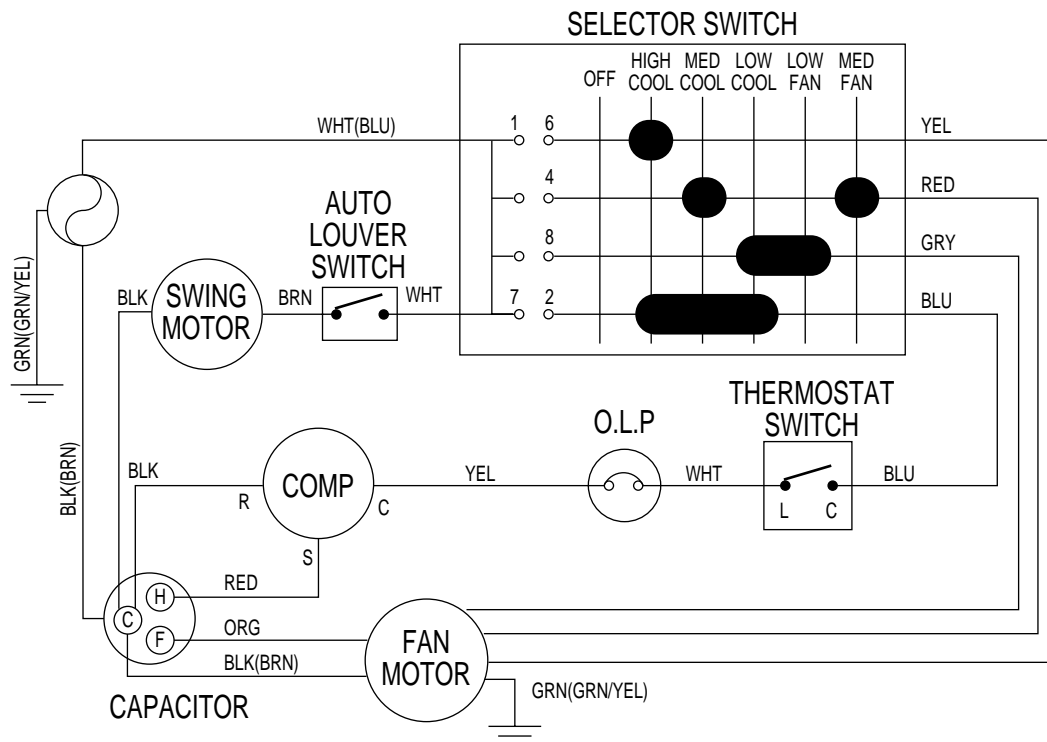 SELECTOR SWITCH
OFF
HIGH
COOL
MED
COOL
LOW
COOL
LOW
FAN
MED
FAN
WHT(BLU)
1
6
YEL
4
RED
8
GRY
7
2
BLU
AUTO
LOUVER
SWITCH
BLK
SWING
MOTOR
BRN
WHT
GRN(GRN/YEL)
BLK(BRN)
THERMOSTAT
SWITCH
O.L.P
BLK
R
COMP
C
S
YEL
WHT
L
C
BLU
RED
H
C
F
ORG
BLK(BRN)
CAPACITOR
FAN
MOTOR
GRN(GRN/YEL)